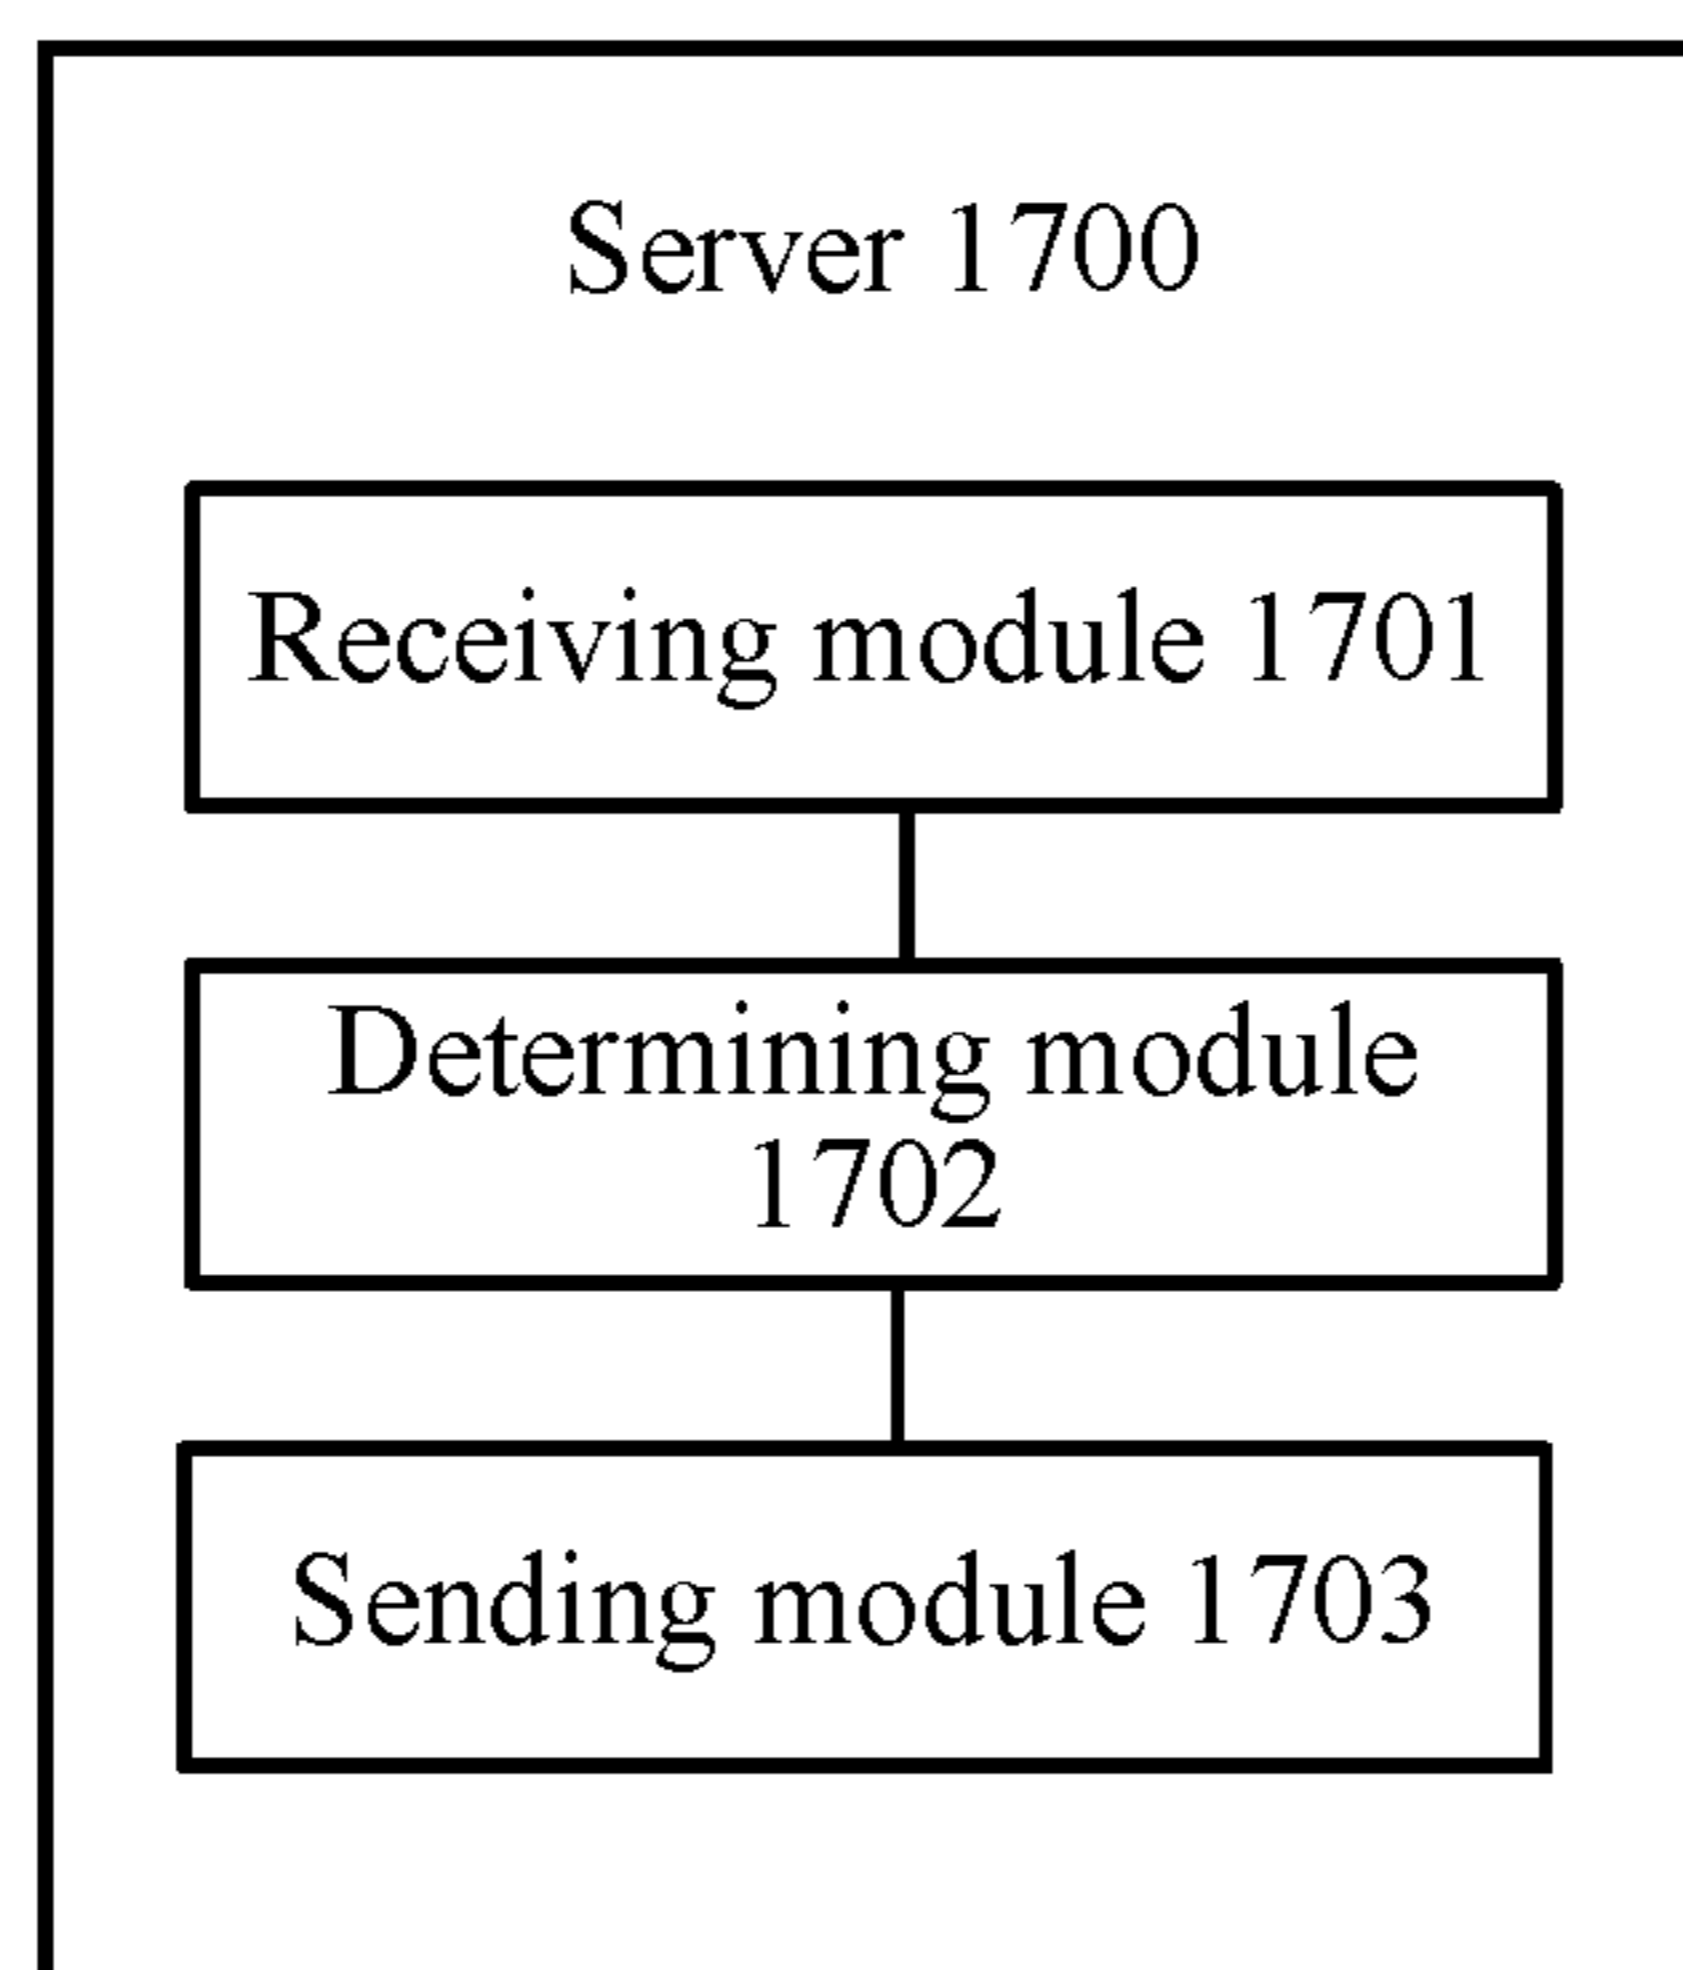 Server 1700
Receiving module 1701
Determining module
1702
Sending module 1703